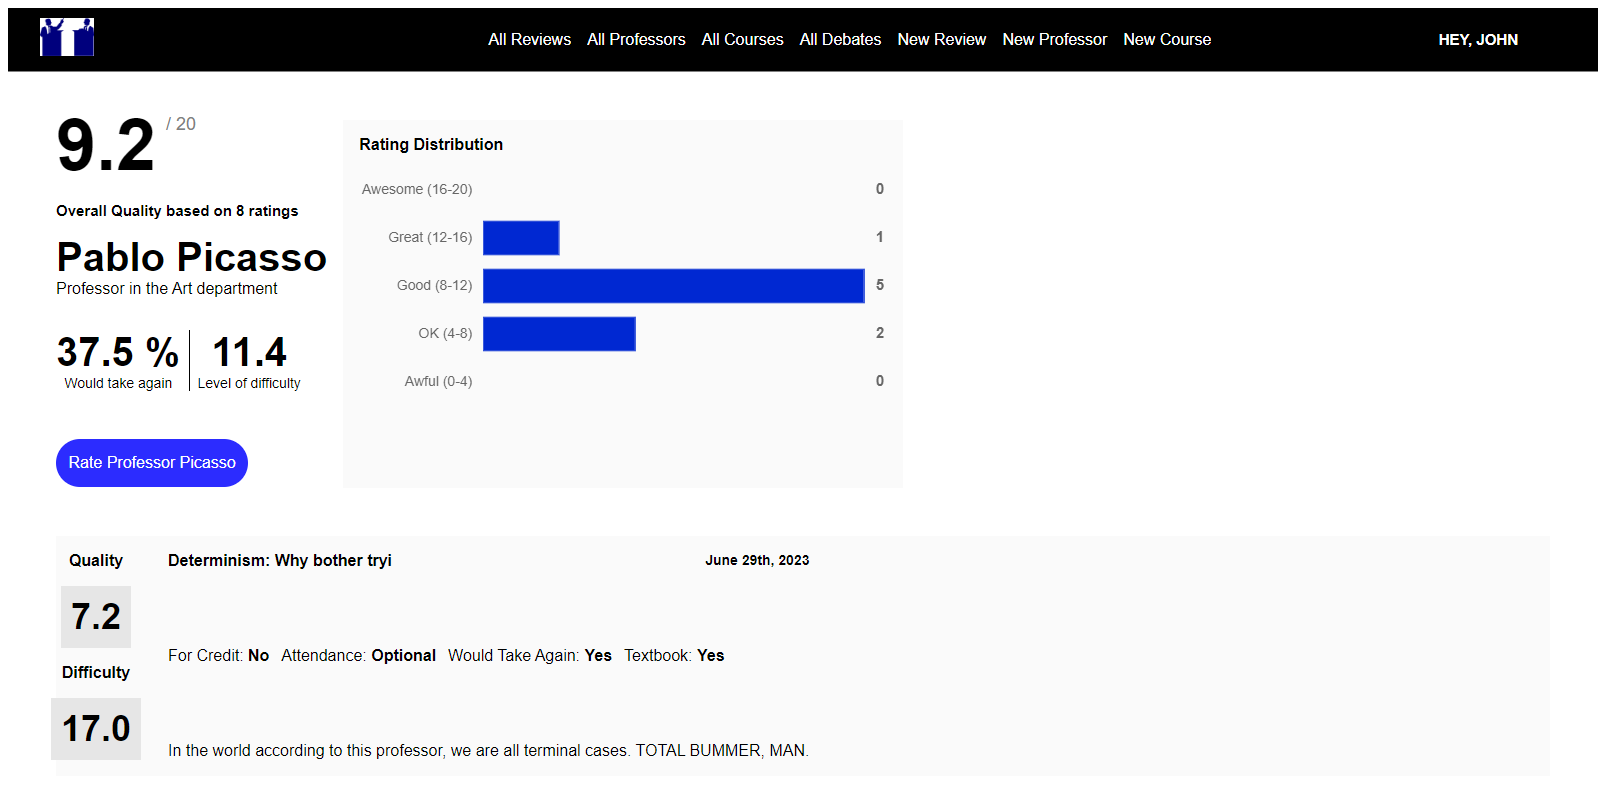 All Reviews All Professors All Courses All Debates New Review New Professor New Course HEY, JOHN
9.2 / 20
Overall Quality based on 8 ratings
Pablo Picasso
Professor in the Art department
37.5 % 11.4
Would take again Level of difficulty
Rate Professor Picasso
Rating Distribution
Awesome (16-20) 0
Great (12-16) 1
Good (8-12) 5
OK (4-8) 2
Awful (0-4) 0
Quality Determinism: Why bother tryi June 29th, 2023
7.2
For Credit: No Attendance: Optional Would Take Again: Yes Textbook: Yes
Difficulty
17.0
In the world according to this professor, we are all terminal cases. TOTAL BUMMER, MAN.